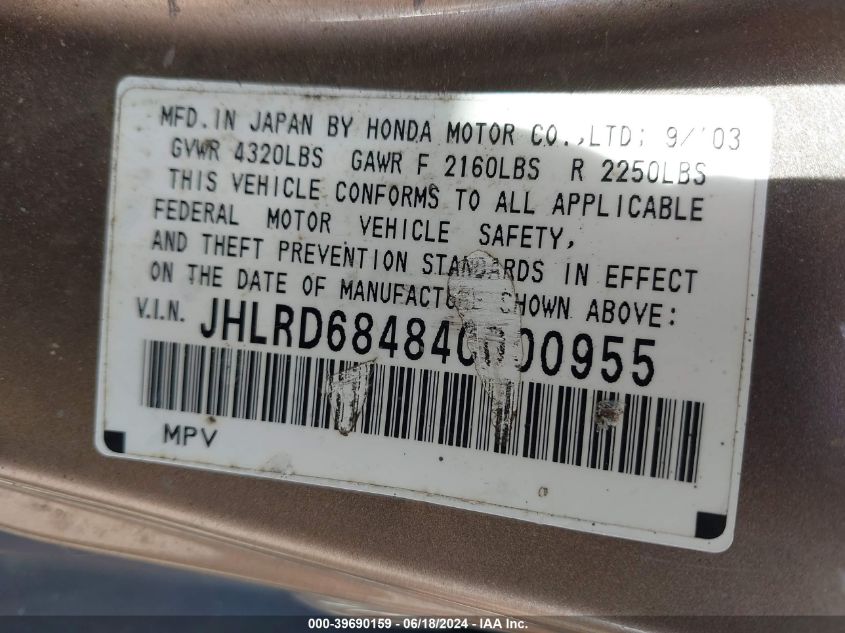 MFD. IN JAPAN BY HONDA MOTOR CO., LTD; 9/'03
GVWR 4320LBS GAWR F 2160LBS R 2250LBS
THIS VEHICLE CONFORMS TO ALL APPLICABLE
FEDERAL MOTOR VEHICLE SAFETY,
AND THEFT PREVENTION STANDARDS IN EFFECT
ON THE DATE OF MANUFACTURE SHOWN ABOVE:
V.I.N. JHLRD68484C000955
MPV
000-39690159 - 06/18/2024 - IAA Inc.